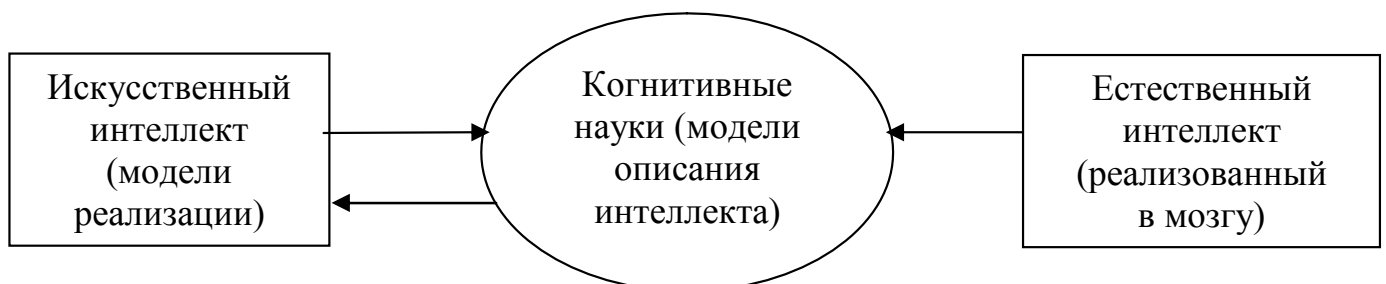 Искусственный
интеллект
(модели
реализации)
Когнитивные
науки (модели
описания
интеллекта)
Естественный
интеллект
(реализованный
в мозгу)